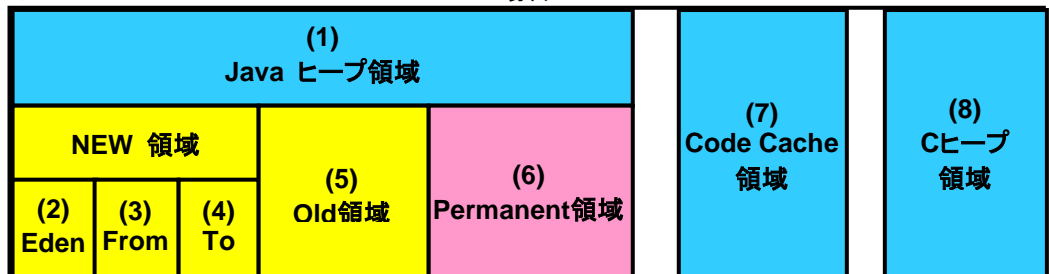 (1)
Java ヒープ領域
NEW 領域
(2)
Eden
(3)
From
(4)
To
(5)
Old領域
(6)
Permanent領域
(7)
Code Cache
領域
(8)
Cヒープ
領域